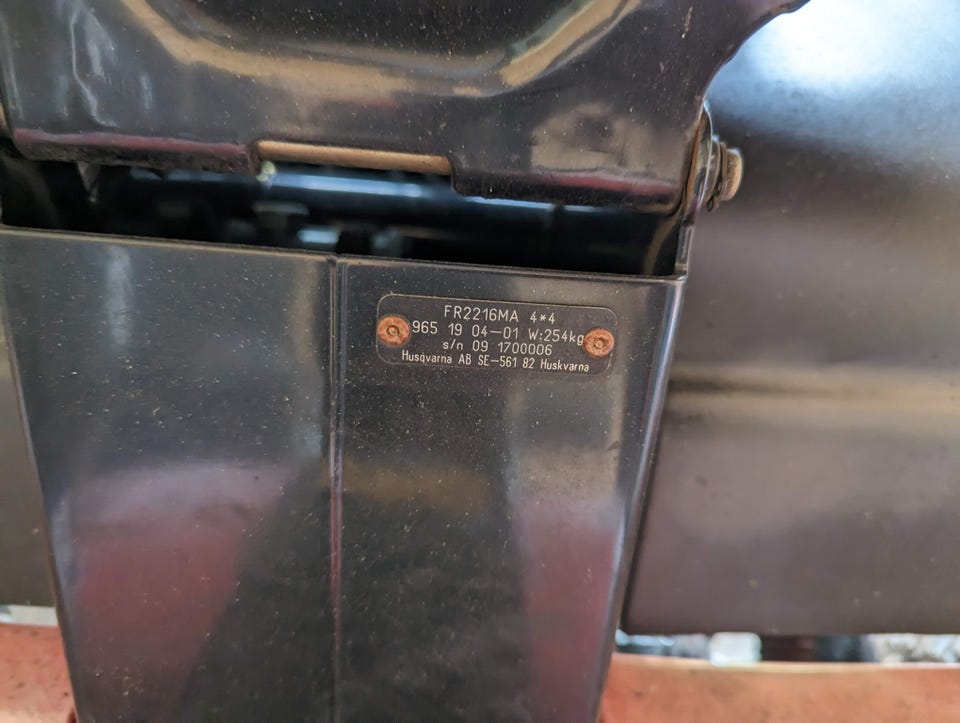 FR2216MA 4*4
965 19 04-01 W:254kg
s/n 09 1700006
Husqvarna AB SE-561 82 Huskvarna